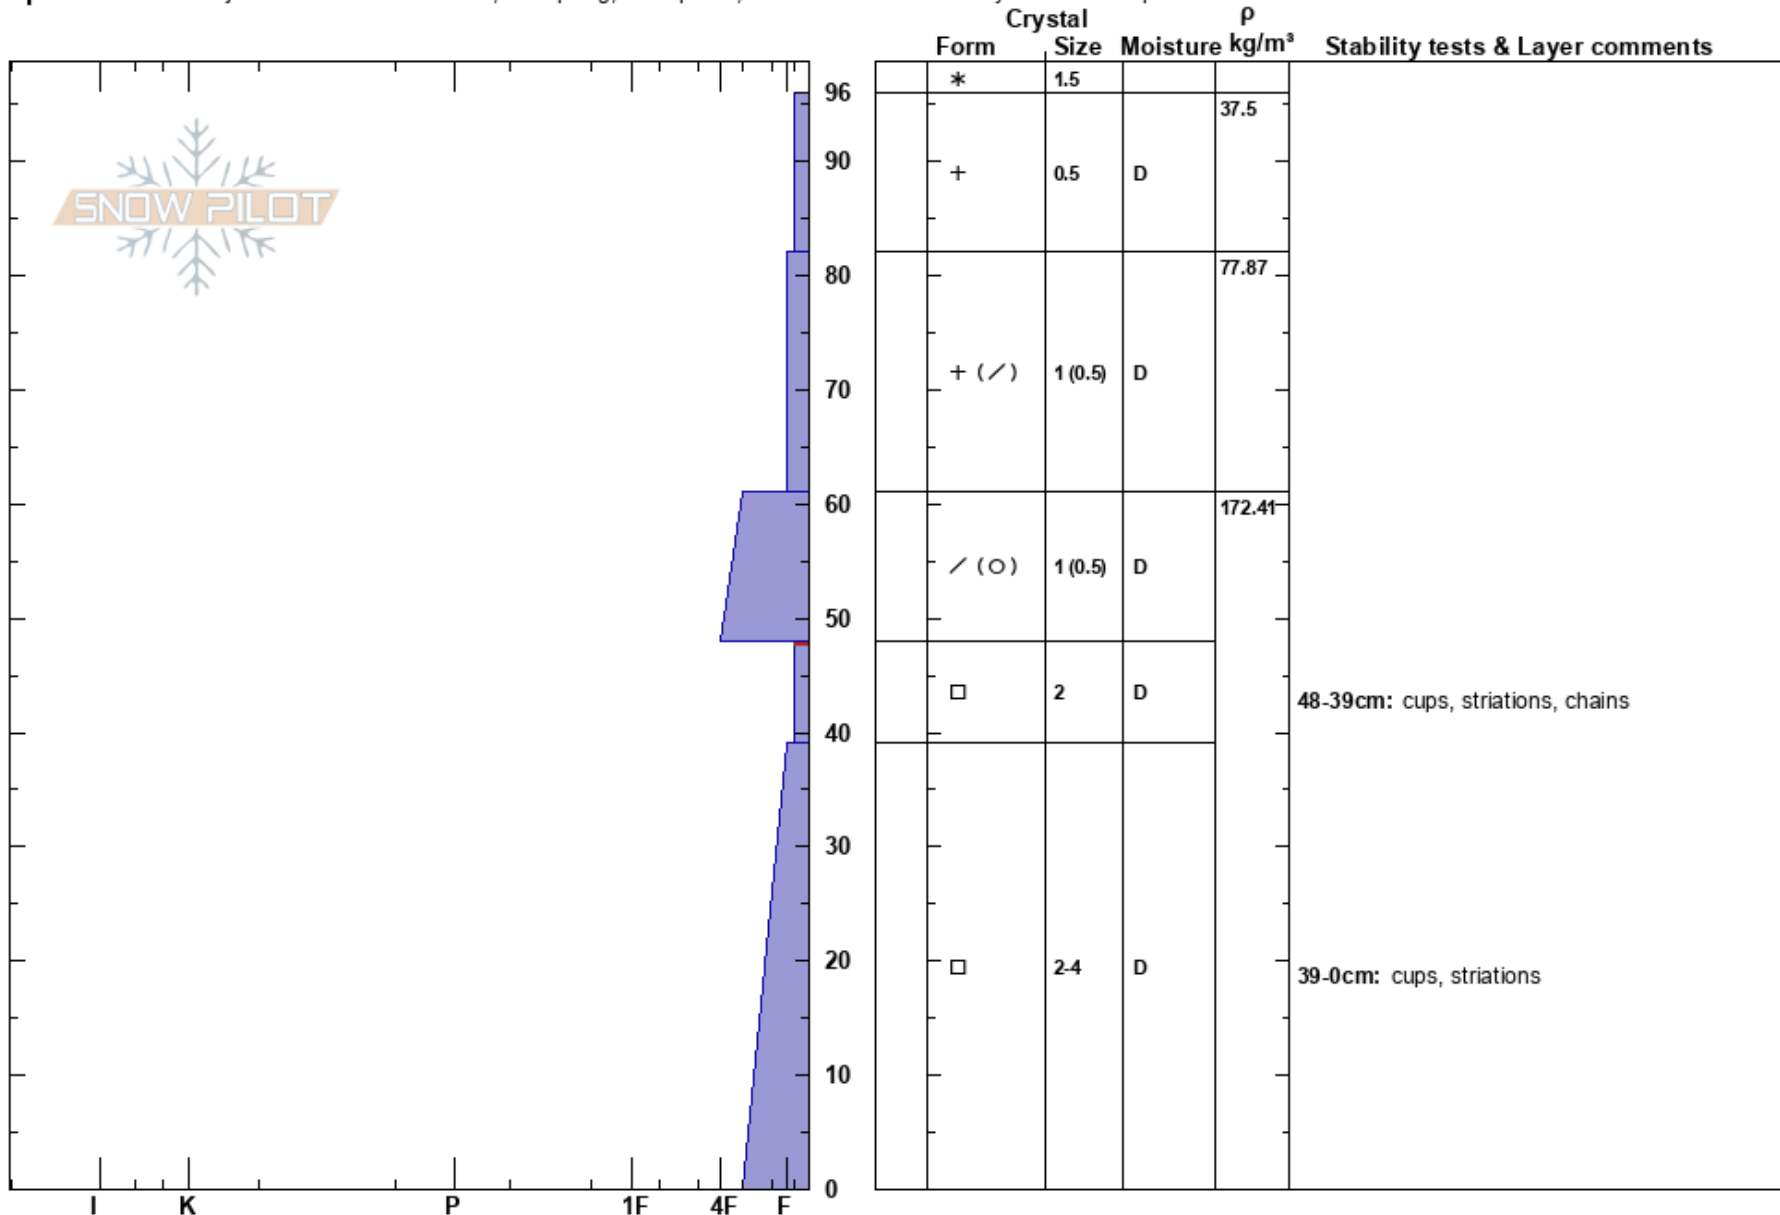 Crystal ρ
Form Size Moisture kg/m³ Stability tests & Layer comments
* 1.5
96
37.5
SNOW PILOT
90
+ 0.5 D
80
77.87
+ (/) 1 (0.5) D
70
60
172.41
/ (O) 1 (0.5) D
50
□ 2 D
48-39cm: cups, striations, chains
40
30
20
□ 2-4 D
39-0cm: cups, striations
10
0
I K P 1F 4F F